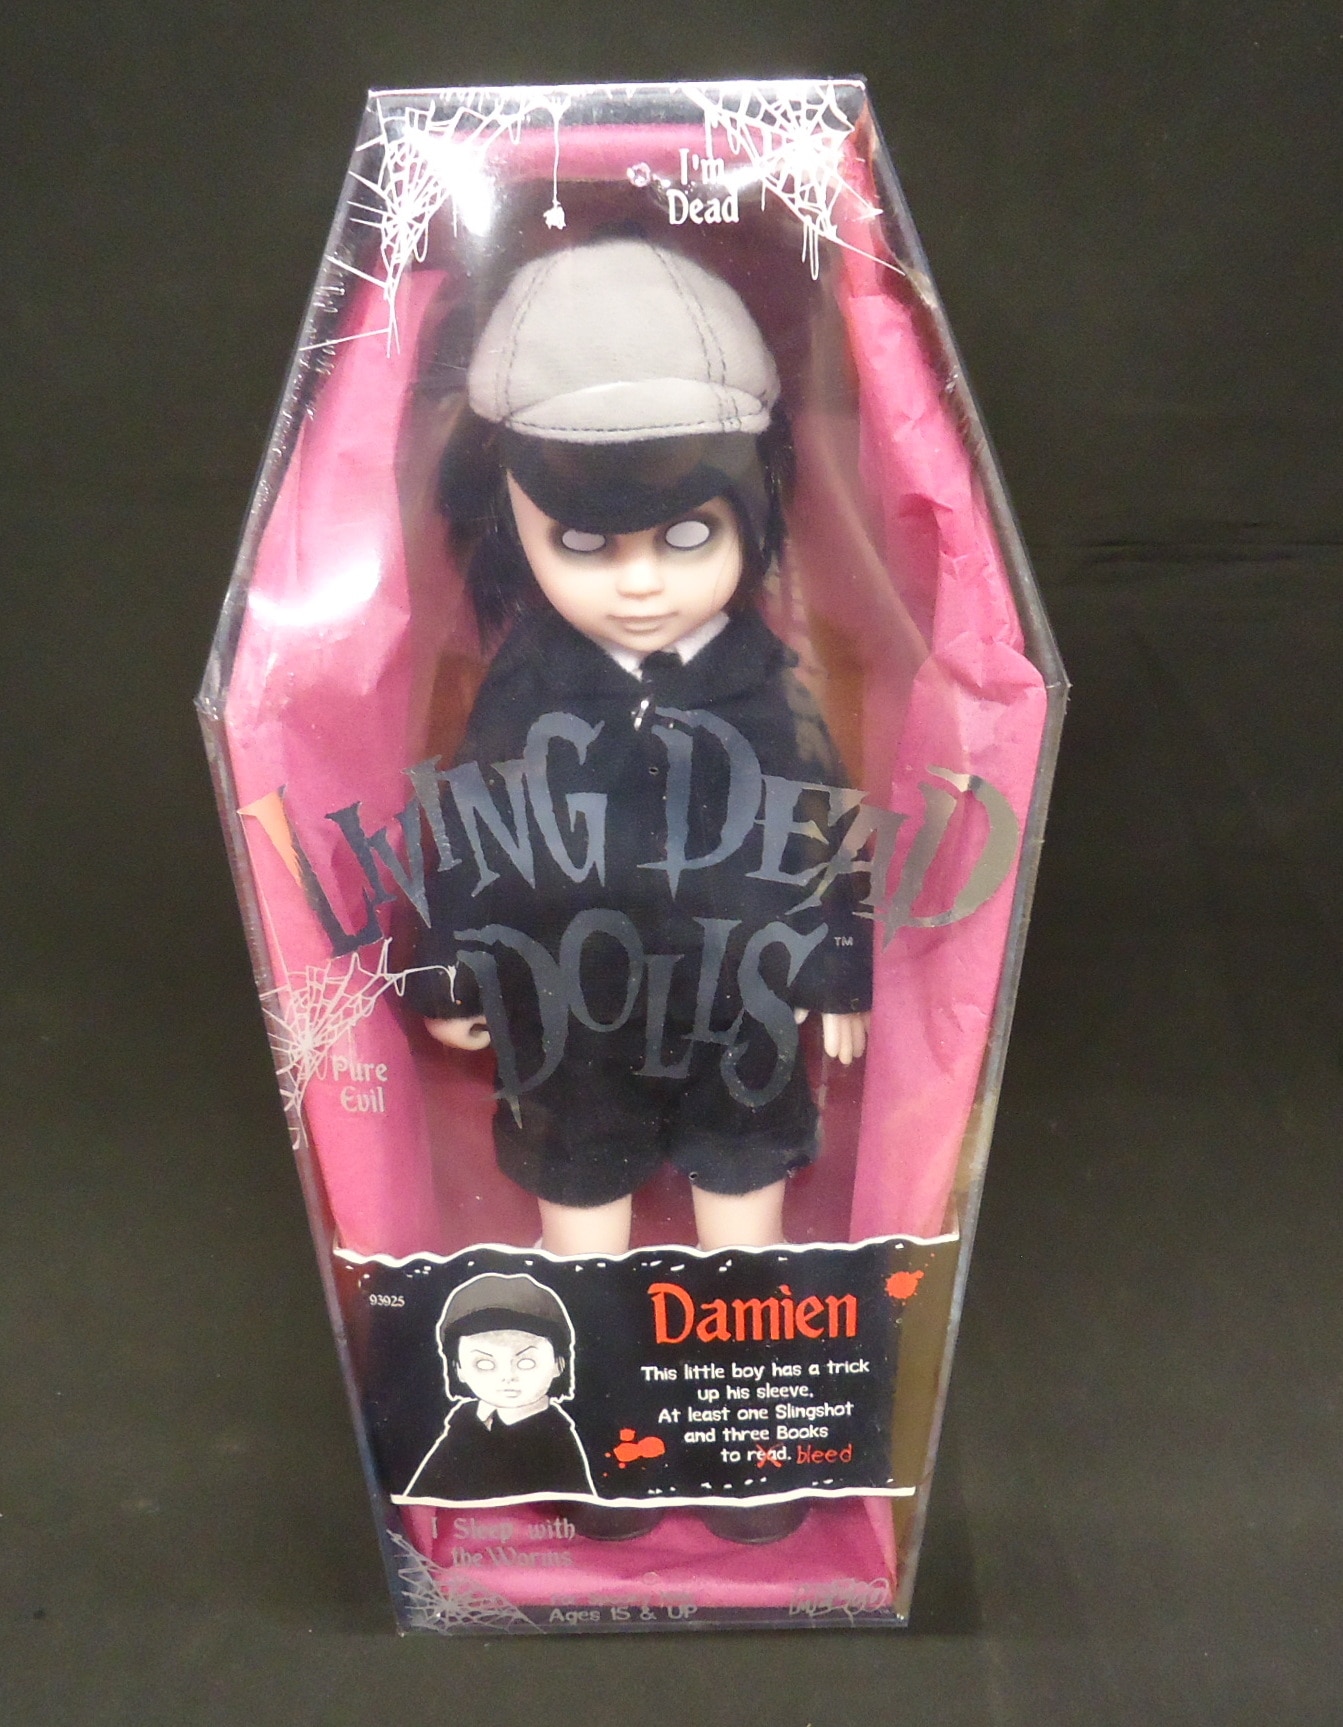 I'm
Dead
LIVING DEAD
DOLLS™
Pure
Evil
93925
Damien
This little boy has a trick
up his sleeve.
At least one Slingshot
and three Books
to read. bleed
I Sleep with
the Worms
Ages 15 & UP